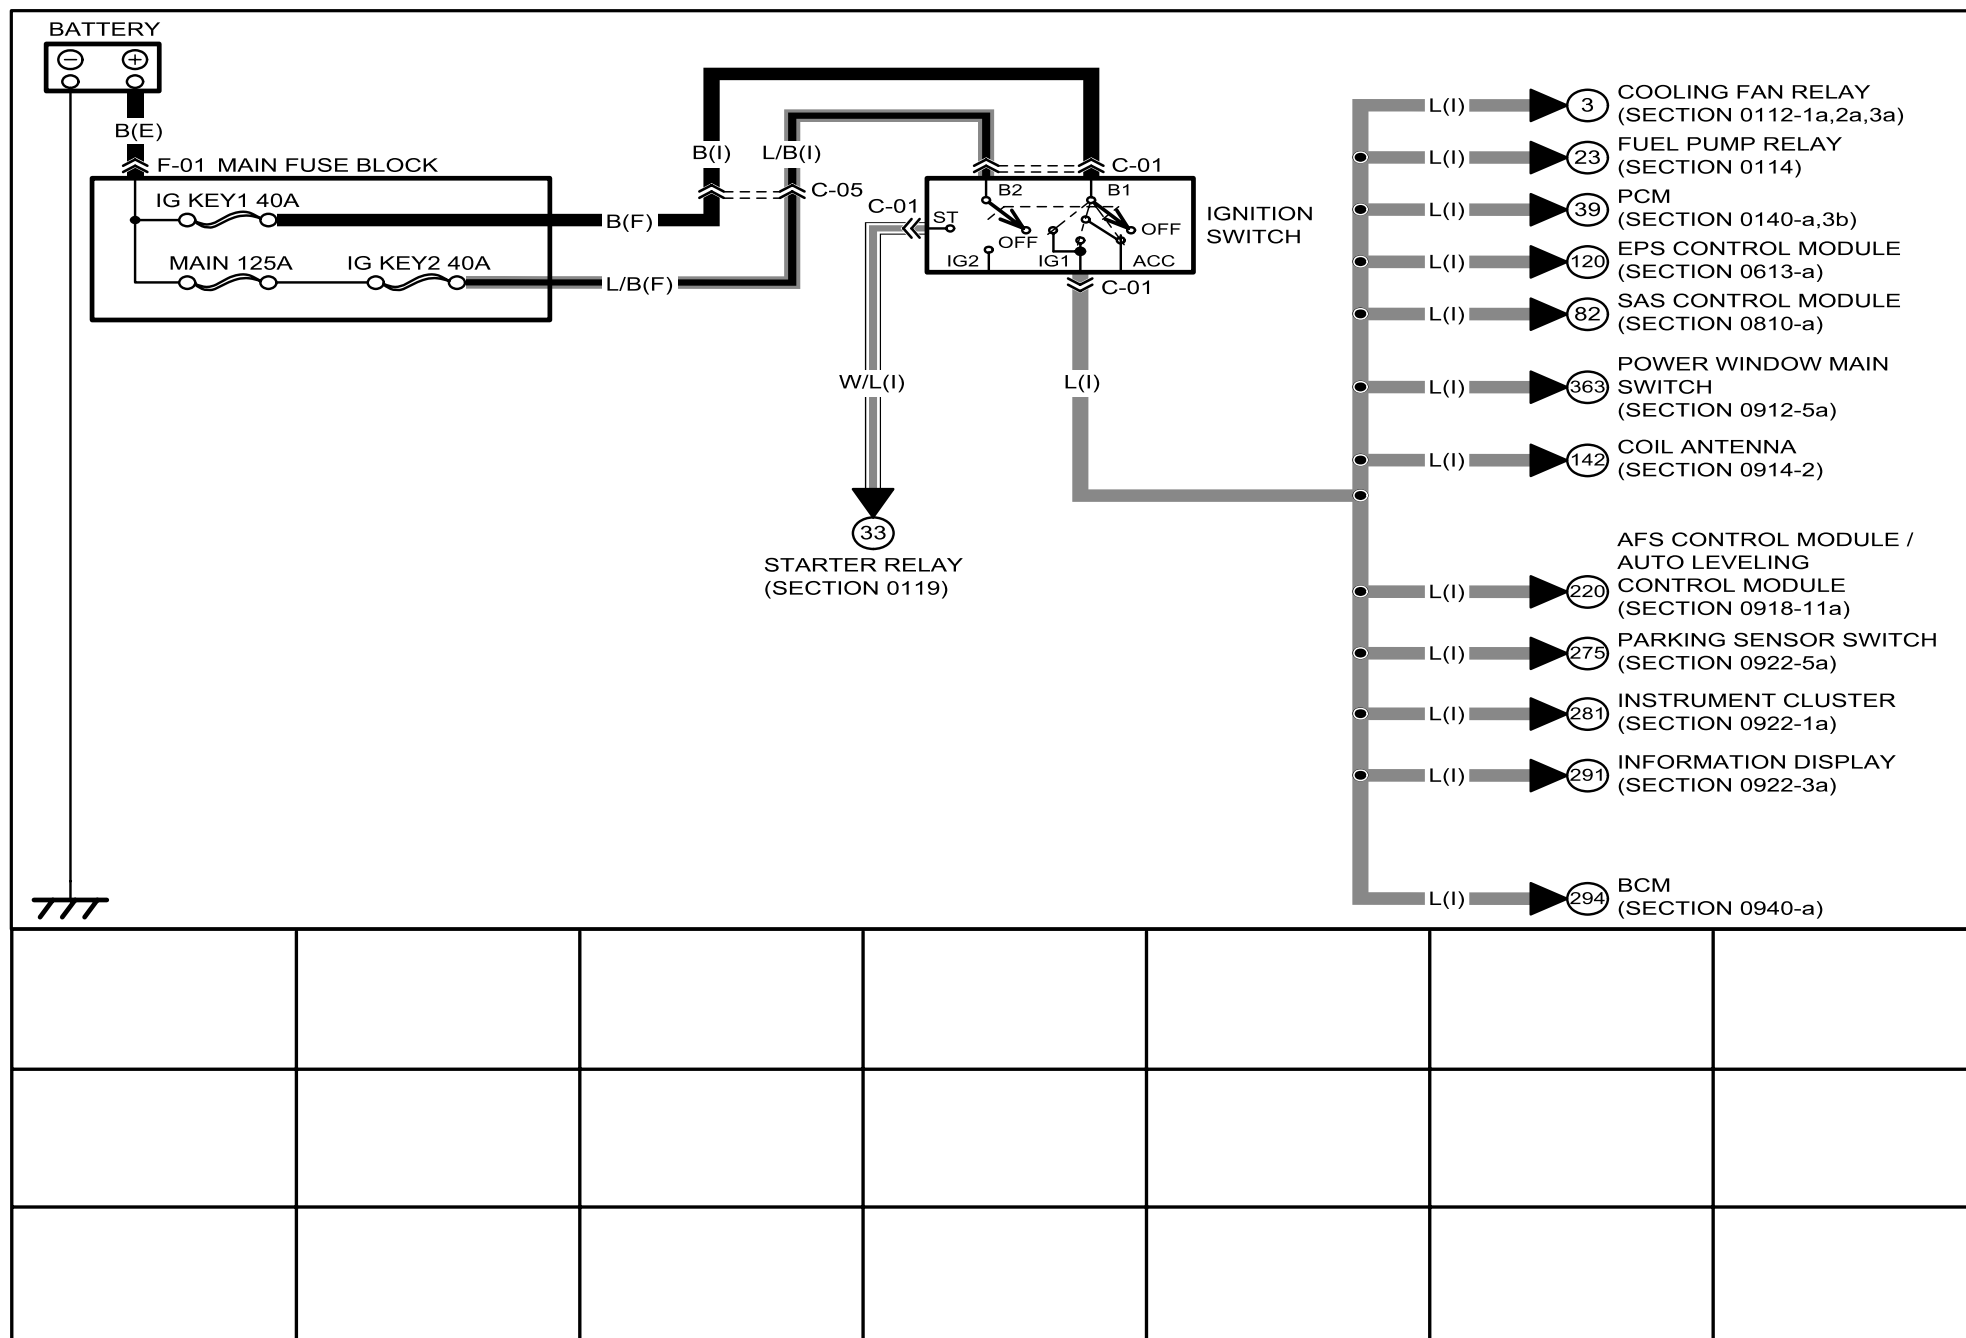 BATTERY
B(E)
F-01 MAIN FUSE BLOCK
IG KEY1 40A
MAIN 125A
IG KEY2 40A
B(F)
L/B(F)
B(I)
L/B(I)
C-05
C-01
C-01
B2
B1
ST
OFF
OFF
IG2
IG1
ACC
IGNITION
SWITCH
C-01
W/L(I)
L(I)
33
STARTER RELAY
(SECTION 0119)
L(I)
3
COOLING FAN RELAY
(SECTION 0112-1a,2a,3a)
L(I)
23
FUEL PUMP RELAY
(SECTION 0114)
L(I)
39
PCM
(SECTION 0140-a,3b)
L(I)
120
EPS CONTROL MODULE
(SECTION 0613-a)
L(I)
82
SAS CONTROL MODULE
(SECTION 0810-a)
L(I)
363
POWER WINDOW MAIN
SWITCH
(SECTION 0912-5a)
L(I)
142
COIL ANTENNA
(SECTION 0914-2)
L(I)
220
AFS CONTROL MODULE /
AUTO LEVELING
CONTROL MODULE
(SECTION 0918-11a)
L(I)
275
PARKING SENSOR SWITCH
(SECTION 0922-5a)
L(I)
281
INSTRUMENT CLUSTER
(SECTION 0922-1a)
L(I)
291
INFORMATION DISPLAY
(SECTION 0922-3a)
L(I)
294
BCM
(SECTION 0940-a)